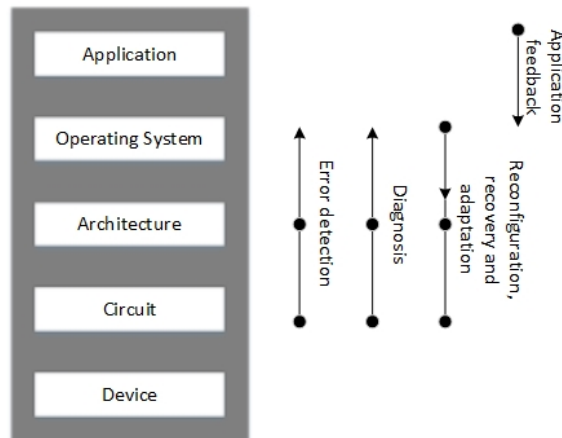 Application
Operating System
Architecture
Circuit
Device
Error detection
Diagnosis
Reconfiguration,
recovery and
adaptation
Application
feedback